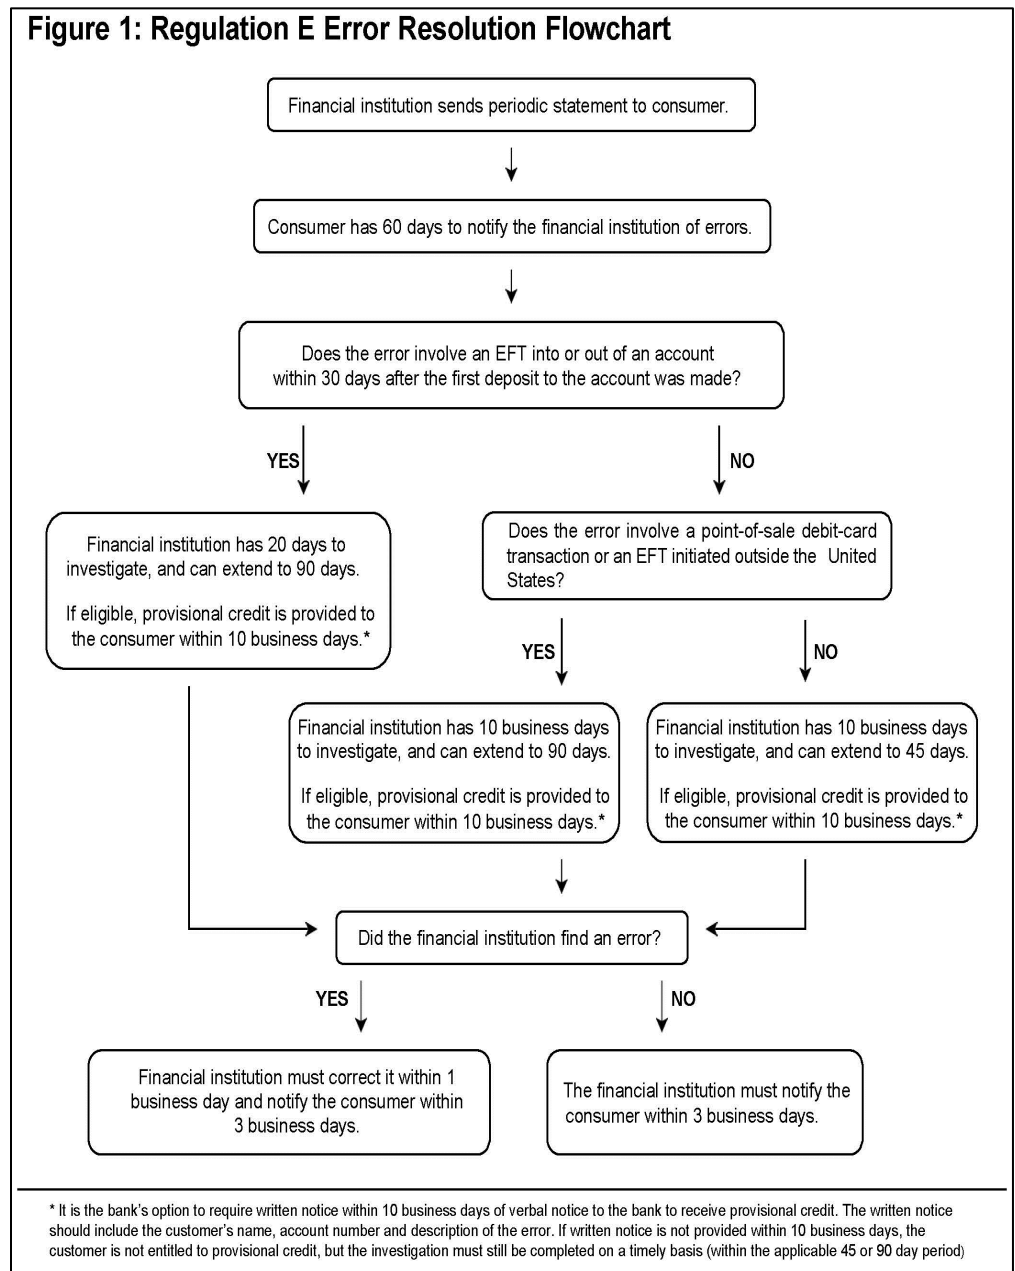 Figure 1: Regulation E Error Resolution Flowchart
Financial institution sends periodic statement to consumer.
Consumer has 60 days to notify the financial institution of errors.
Does the error involve an EFT into or out of an account
within 30 days after the first deposit to the account was made?
YES
NO
Financial institution has 20 days to
investigate, and can extend to 90 days.
If eligible, provisional credit is provided to
the consumer within 10 business days.*
Does the error involve a point-of-sale debit-card
transaction or an EFT initiated outside the United
States?
YES
NO
Financial institution has 10 business days
to investigate, and can extend to 90 days.
If eligible, provisional credit is provided to
the consumer within 10 business days.*
Financial institution has 10 business days
to investigate, and can extend to 45 days.
If eligible, provisional credit is provided to
the consumer within 10 business days.*
Did the financial institution find an error?
YES
NO
Financial institution must correct it within 1
business day and notify the consumer within
3 business days.
The financial institution must notify the
consumer within 3 business days.
* It is the bank's option to require written notice within 10 business days of verbal notice to the bank to receive provisional credit. The written notice
should include the customer's name, account number and description of the error. If written notice is not provided within 10 business days, the
customer is not entitled to provisional credit, but the investigation must still be completed on a timely basis (within the applicable 45 or 90 day period)